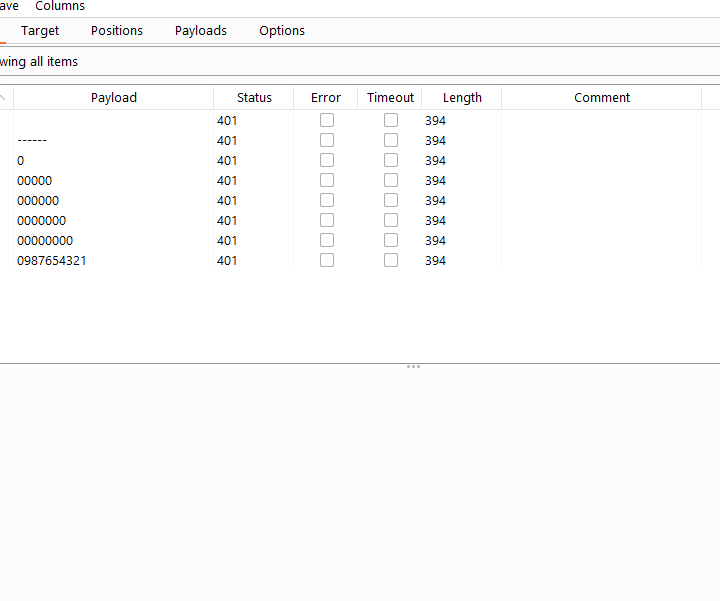 ave Columns
Target Positions Payloads Options
wing all items
Payload Status Error Timeout Length Comment
401 394
------ 401 394
0 401 394
00000 401 394
000000 401 394
0000000 401 394
00000000 401 394
0987654321 401 394